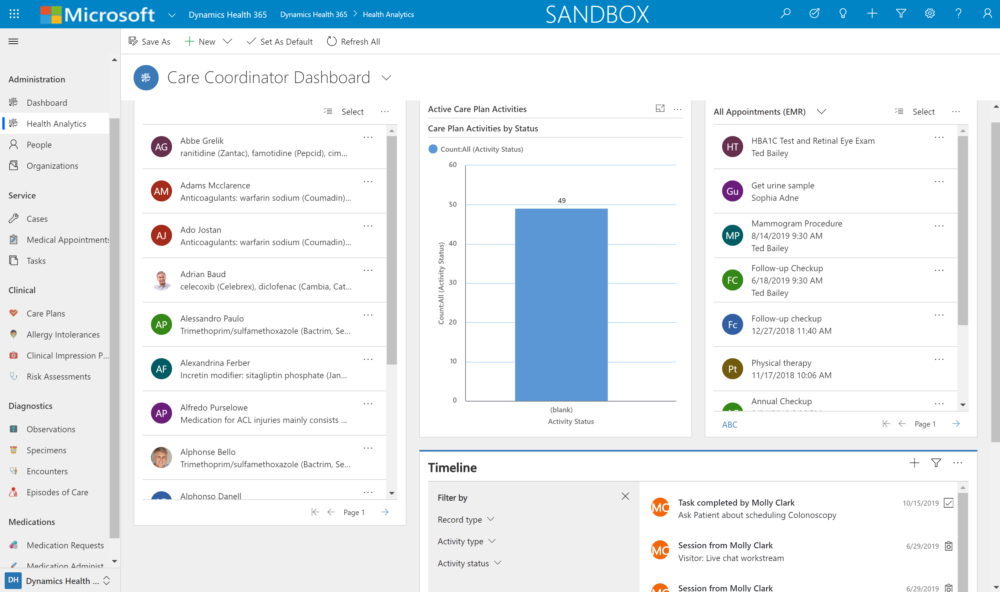 Microsoft
Dynamics Health 365
Dynamics Health 365 > Health Analytics
SANDBOX
Save As
New
Set As Default
Refresh All
Administration
Dashboard
Health Analytics
People
Organizations
Service
Cases
Medical Appointments
Tasks
Clinical
Care Plans
Allergy Intolerances
Clinical Impression P...
Risk Assessments
Diagnostics
Observations
Specimens
Encounters
Episodes of Care
Medications
Medication Requests
Medication Administ
DH
Dynamics Health ...
Care Coordinator Dashboard
Select
AG
Abbe Grelik
ranitidine (Zantac), famotidine (Pepcid), cim...
AM
Adams Mcclarence
Anticoagulants: warfarin sodium (Coumadin)...
AJ
Ado Jostan
Anticoagulants: warfarin sodium (Coumadin)...
Adrian Baud
celecoxib (Celebrex), diclofenac (Cambia, Cat...
AP
Alessandro Paulo
Trimethoprim/sulfamethoxazole (Bactrim, Se...
AF
Alexandrina Ferber
Incretin modifier: sitagliptin phosphate (Jan...
AP
Alfredo Purselowe
Medication for ACL injuries mainly consists ...
Alphonse Bello
Trimethoprim/sulfamethoxazole (Bactrim, Se...
Alphonso Danell
Page 1
Active Care Plan Activities
Care Plan Activities by Status
Count:All (Activity Status)
60
50
40
30
20
10
0
Count:All (Activity Status)
49
(blank)
Activity Status
All Appointments (EMR)
Select
HT
HBA1C Test and Retinal Eye Exam
Ted Bailey
Gu
Get urine sample
Sophia Adne
MP
Mammogram Procedure
8/14/2019 9:30 AM
Ted Bailey
FC
Follow-up Checkup
6/18/2019 9:30 AM
Ted Bailey
Fc
Follow-up checkup
12/27/2018 11:40 AM
Pt
Physical therapy
11/17/2018 10:06 AM
Annual Checkup
ABC
Page 1
Timeline
Filter by
Record type
Activity type
Activity status
MC
Task completed by Molly Clark
10/15/2019
Ask Patient about scheduling Colonoscopy
MC
Session from Molly Clark
6/29/2019
Visitor: Live chat workstream
MC
Session from Molly Clark
6/29/2019